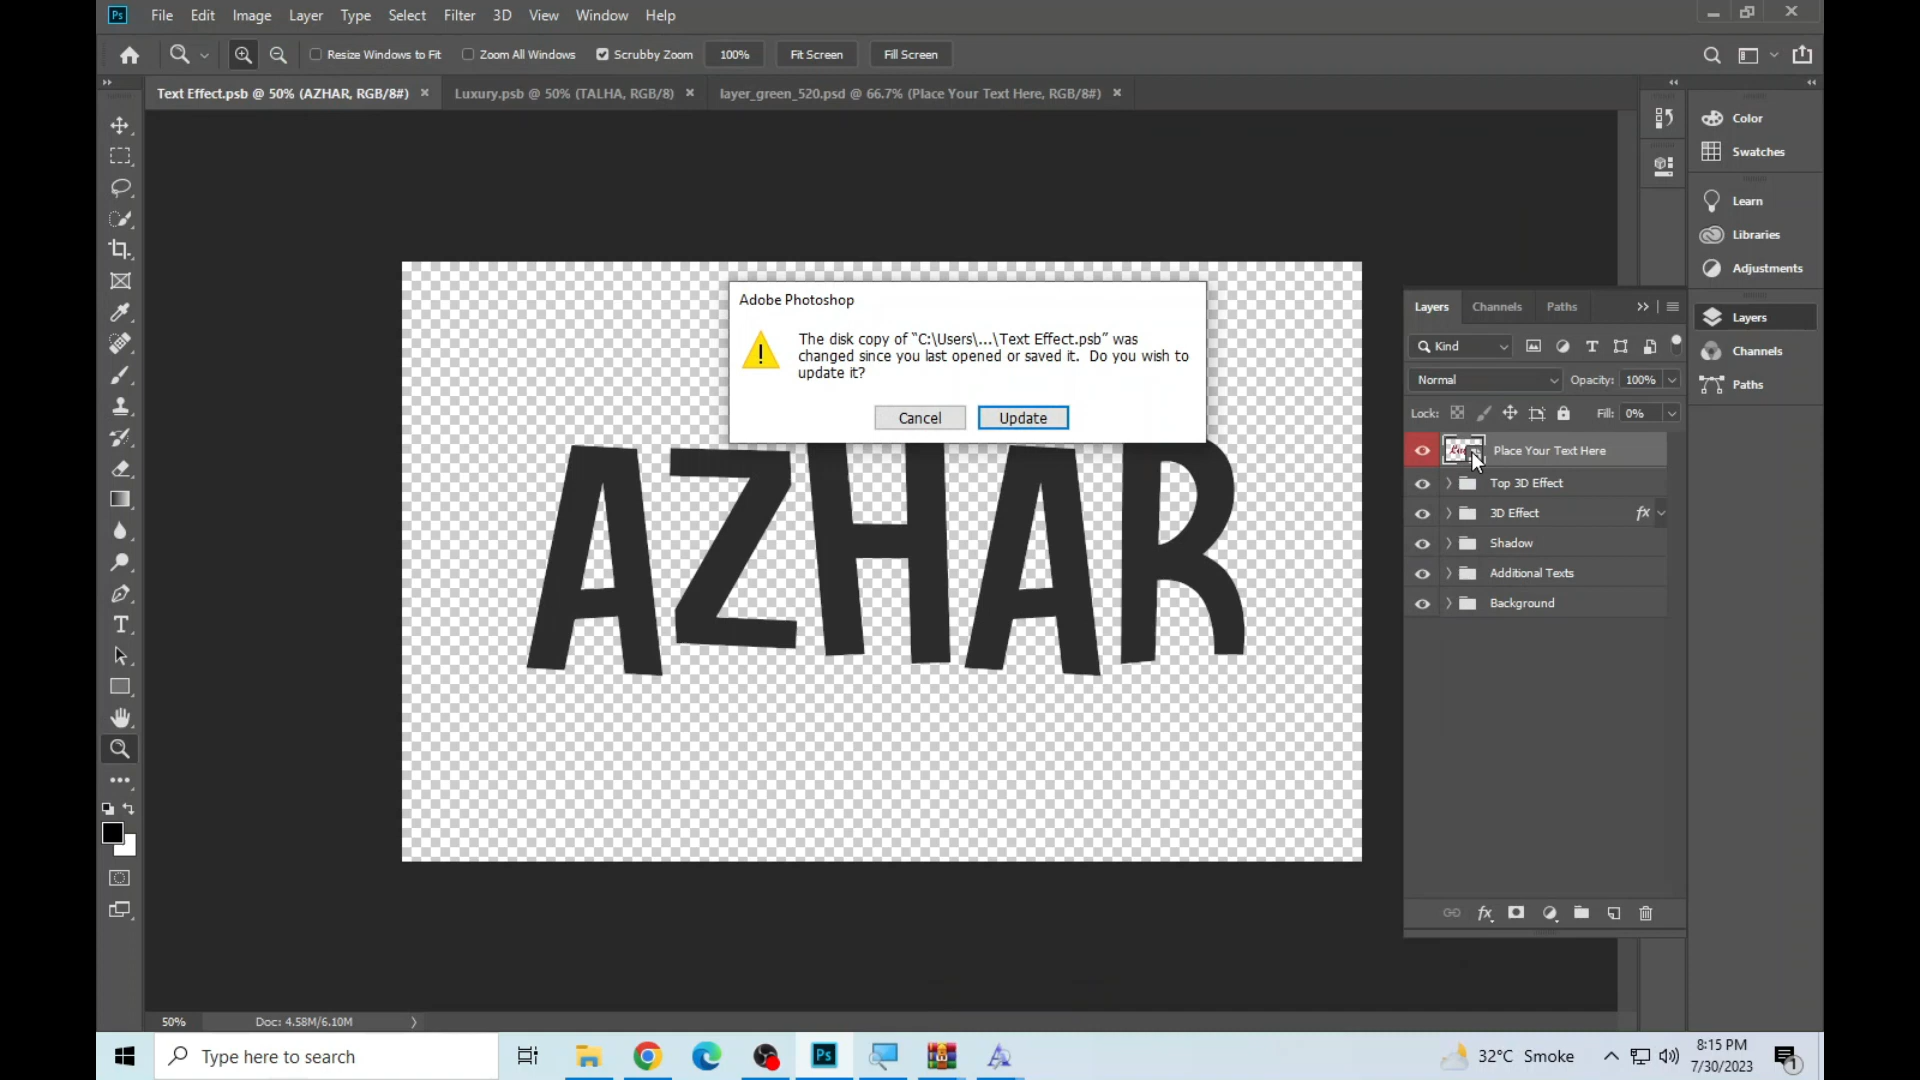 Ps File Edit Image Layer Type Select Filter 3D View Window Help
Resize Windows to Fit Zoom All Windows Scrubby Zoom 100% Fit Screen Fill Screen
Text Effect.psb @ 50% (AZHAR, RGB/8#) Luxury.psb @ 50% (TALHA, RGB/8) layer_green_520.psd @ 66.7% (Place Your Text Here, RGB/8#)
Color
Swatches
Learn
Libraries
Adjustments
Layers
Channels
Paths
Adobe Photoshop
The disk copy of “C:\Users\...\Text Effect.psb” was
changed since you last opened or saved it. Do you wish to
update it?
Cancel Update
AZHAR
Layers Channels Paths
Kind
Normal Opacity: 100%
Lock: Fill: 0%
Place Your Text Here
Top 3D Effect
3D Effect fx
Shadow
Additional Texts
Background
fx
50% Doc: 4.58M/6.10M
Type here to search
Ps
32°C Smoke
8:15 PM
7/30/2023
1